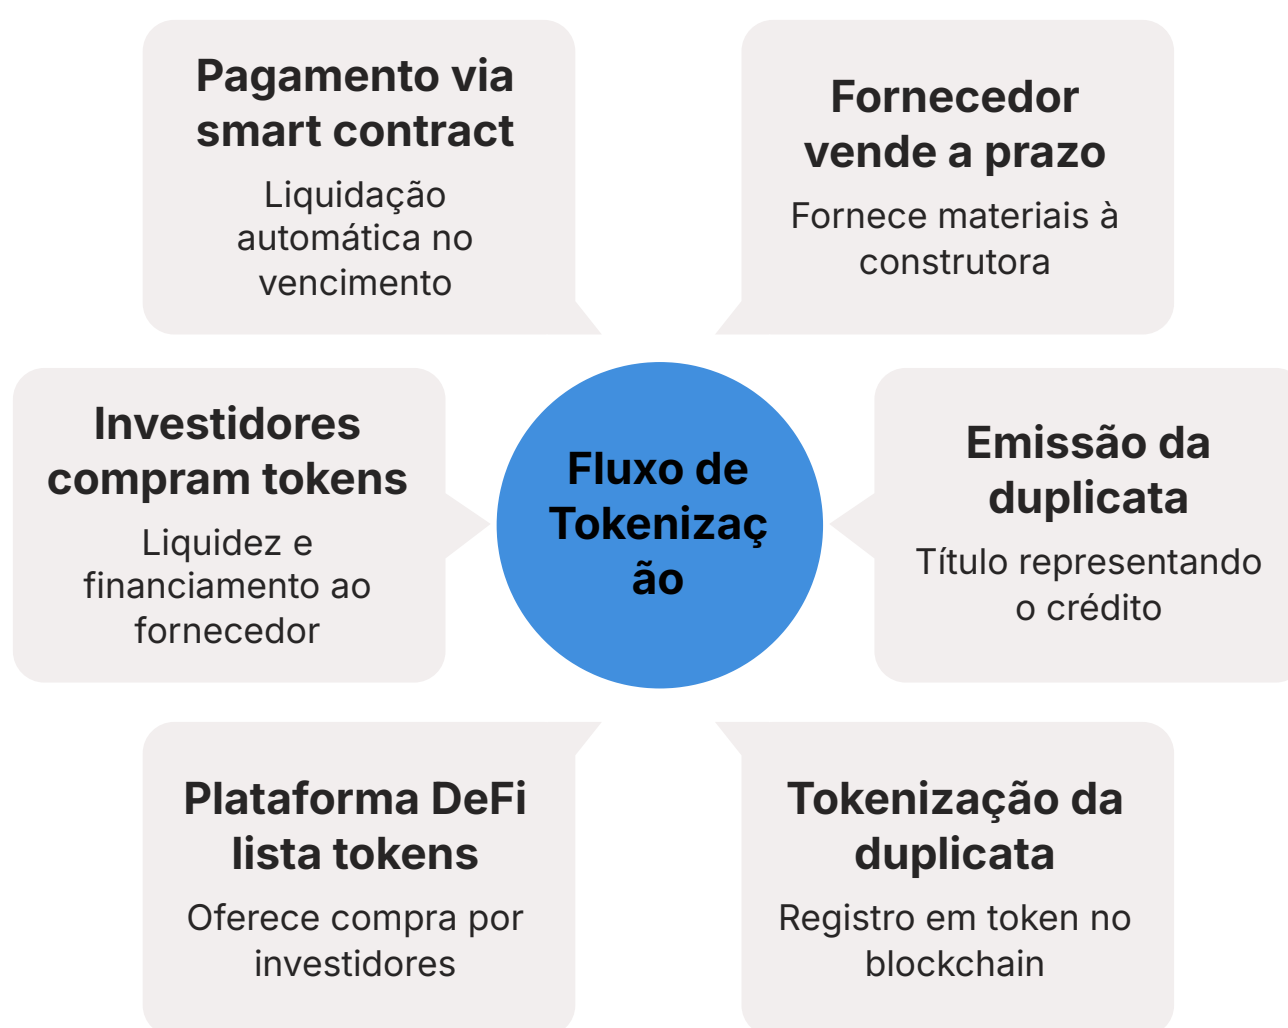 Pagamento via
smart contract
Liquidação
automática no
vencimento
Fornecedor
vende a prazo
Fornece materiais à
construtora
Investidores
compram tokens
Liquidez e
financiamento ao
fornecedor
Fluxo de
Tokenizaç
ão
Emissão da
duplicata
Título representando
o crédito
Plataforma DeFi
lista tokens
Oferece compra por
investidores
Tokenização da
duplicata
Registro em token no
blockchain